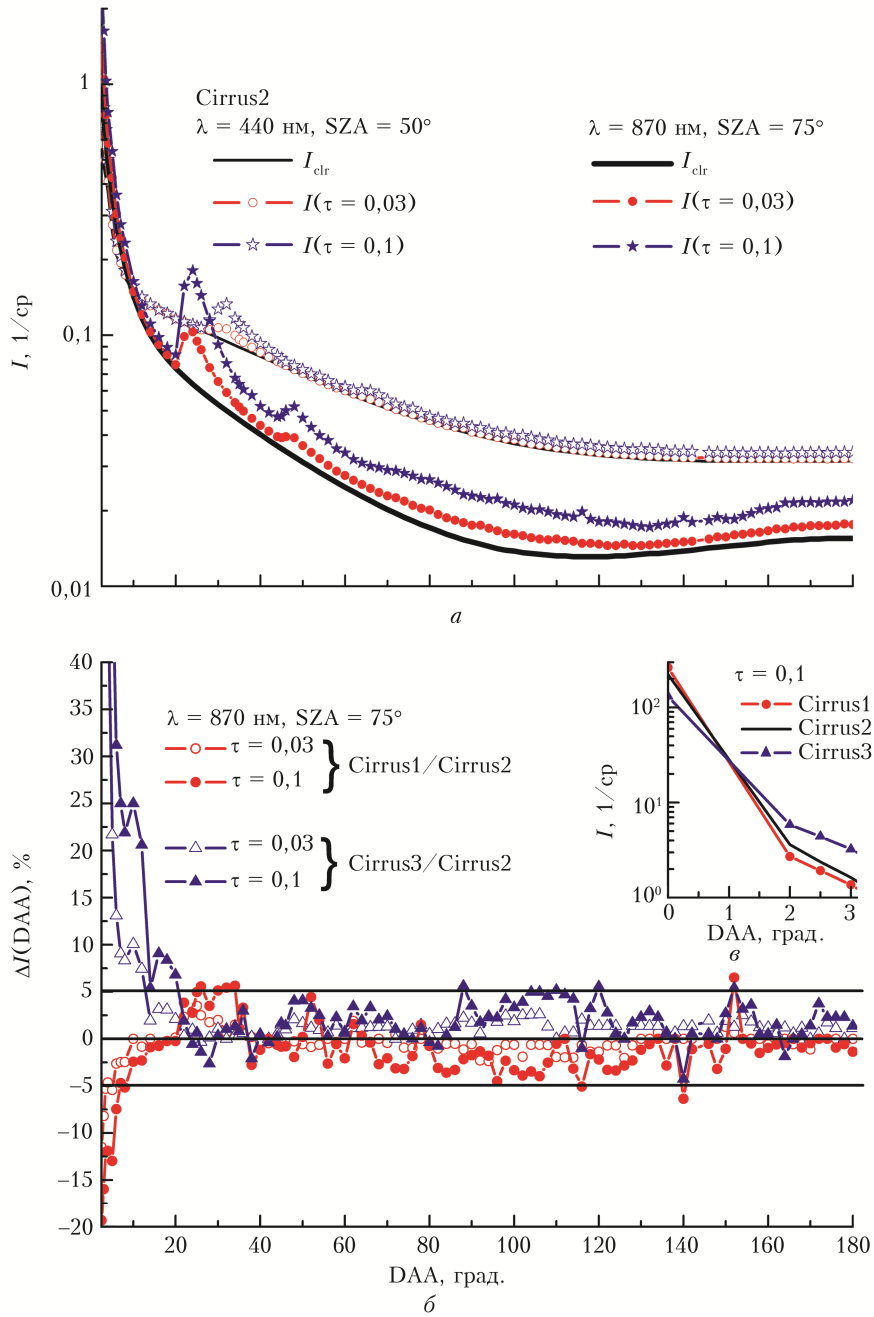 1
0,1
0,01
I, 1/ср
Cirrus2
λ = 440 нм, SZA = 50°
I clr
I(τ = 0,03)
I(τ = 0,1)
λ = 870 нм, SZA = 75°
I clr
I(τ = 0,03)
I(τ = 0,1)
а
40
35
30
25
20
15
10
5
0
−5
−10
−15
−20
ΔI(DAA), %
λ = 870 нм, SZA = 75°
τ = 0,03
τ = 0,1
} Cirrus1/Cirrus2
τ = 0,03
τ = 0,1
} Cirrus3/Cirrus2
τ = 0,1
Cirrus1
Cirrus2
Cirrus3
10²
10¹
10⁰
I, 1/ср
0 1 2 3
DAA, град.
в
20 40 60 80 100 120 140 160 180
DAA, град.
б